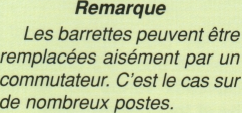 Remarque
Les barrettes peuvent être
remplacées aisément par un
commutateur. C'est le cas sur
de nombreux postes.